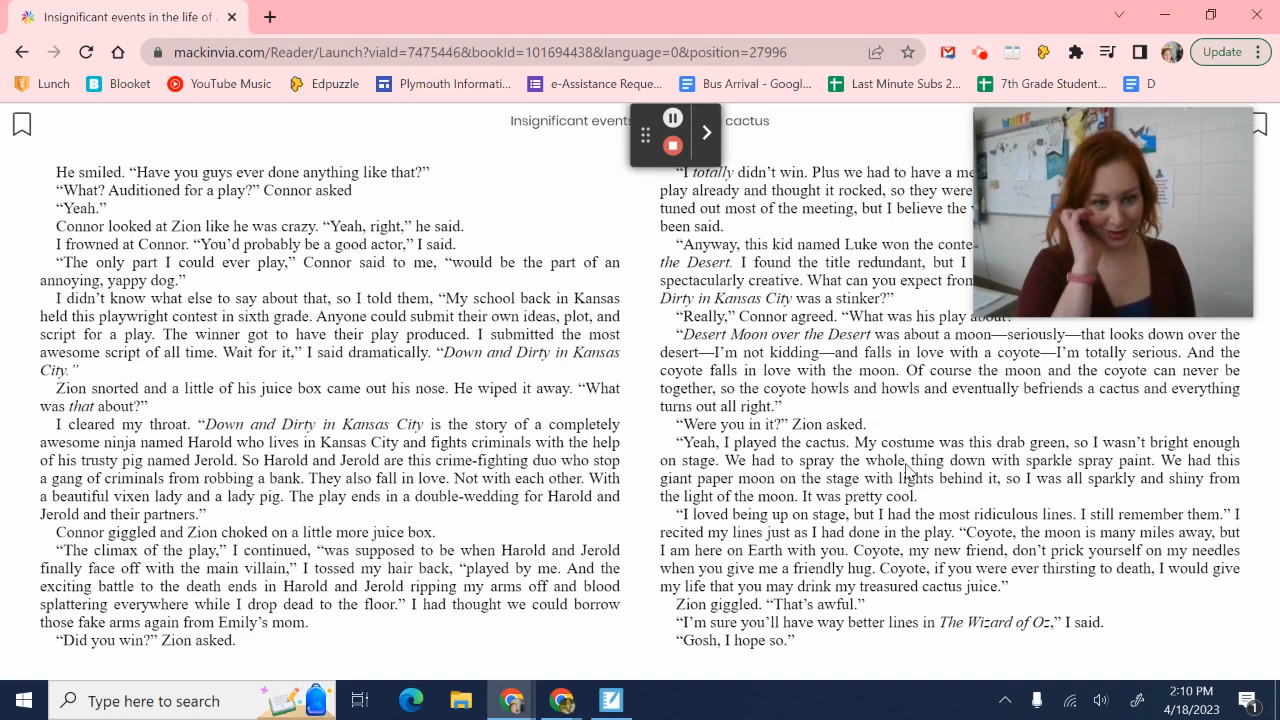 Insignificant events in the life of
mackinvia.com/Reader/Launch?viaId=7475446&bookId=101694438&language=0&position=27996
Update
Lunch
Blooket
YouTube Music
Edpuzzle
Plymouth Informati...
e-Assistance Reque...
Bus Arrival - Googl...
Last Minute Subs 2...
7th Grade Student...
D
Insignificant events
cactus
He smiled. “Have you guys ever done anything like that?”
“What? Auditioned for a play?” Connor asked
“Yeah.”
Connor looked at Zion like he was crazy. “Yeah, right,” he said.
I frowned at Connor. “You’d probably be a good actor,” I said.
“The only part I could ever play,” Connor said to me, “would be the part of an
annoying, yappy dog.”
I didn’t know what else to say about that, so I told them, “My school back in Kansas
held this playwright contest in sixth grade. Anyone could submit their own ideas, plot, and
script for a play. The winner got to have their play produced. I submitted the most
awesome script of all time. Wait for it,” I said dramatically. “Down and Dirty in Kansas
City.”
Zion snorted and a little of his juice box came out his nose. He wiped it away. “What
was that about?”
I cleared my throat. “Down and Dirty in Kansas City is the story of a completely
awesome ninja named Harold who lives in Kansas City and fights criminals with the help
of his trusty pig named Jerold. So Harold and Jerold are this crime-fighting duo who stop
a gang of criminals from robbing a bank. They also fall in love. Not with each other. With
a beautiful vixen lady and a lady pig. The play ends in a double-wedding for Harold and
Jerold and their partners.”
Connor giggled and Zion choked on a little more juice box.
“The climax of the play,” I continued, “was supposed to be when Harold and Jerold
finally face off with the main villain,” I tossed my hair back, “played by me. And the
exciting battle to the death ends in Harold and Jerold ripping my arms off and blood
splattering everywhere while I drop dead to the floor.” I had thought we could borrow
those fake arms again from Emily’s mom.
“Did you win?” Zion asked.
“I totally didn’t win. Plus we had to have a me
play already and thought it rocked, so they were
tuned out most of the meeting, but I believe the
been said.
“Anyway, this kid named Luke won the conte
the Desert. I found the title redundant, but I
spectacularly creative. What can you expect from
Dirty in Kansas City was a stinker?”
“Really,” Connor agreed. “What was his play about?”
“Desert Moon over the Desert was about a moon—seriously—that looks down over the
desert—I’m not kidding—and falls in love with a coyote—I’m totally serious. And the
coyote falls in love with the moon. Of course the moon and the coyote can never be
together, so the coyote howls and howls and eventually befriends a cactus and everything
turns out all right.”
“Were you in it?” Zion asked.
“Yeah, I played the cactus. My costume was this drab green, so I wasn’t bright enough
on stage. We had to spray the whole thing down with sparkle spray paint. We had this
giant paper moon on the stage with lights behind it, so I was all sparkly and shiny from
the light of the moon. It was pretty cool.
“I loved being up on stage, but I had the most ridiculous lines. I still remember them.” I
recited my lines just as I had done in the play. “Coyote, the moon is many miles away, but
I am here on Earth with you. Coyote, my new friend, don’t prick yourself on my needles
when you give me a friendly hug. Coyote, if you were ever thirsting to death, I would give
my life that you may drink my treasured cactus juice.”
Zion giggled. “That’s awful.”
“I’m sure you’ll have way better lines in The Wizard of Oz,” I said.
“Gosh, I hope so.”
Type here to search
2:10 PM
4/18/2023
1